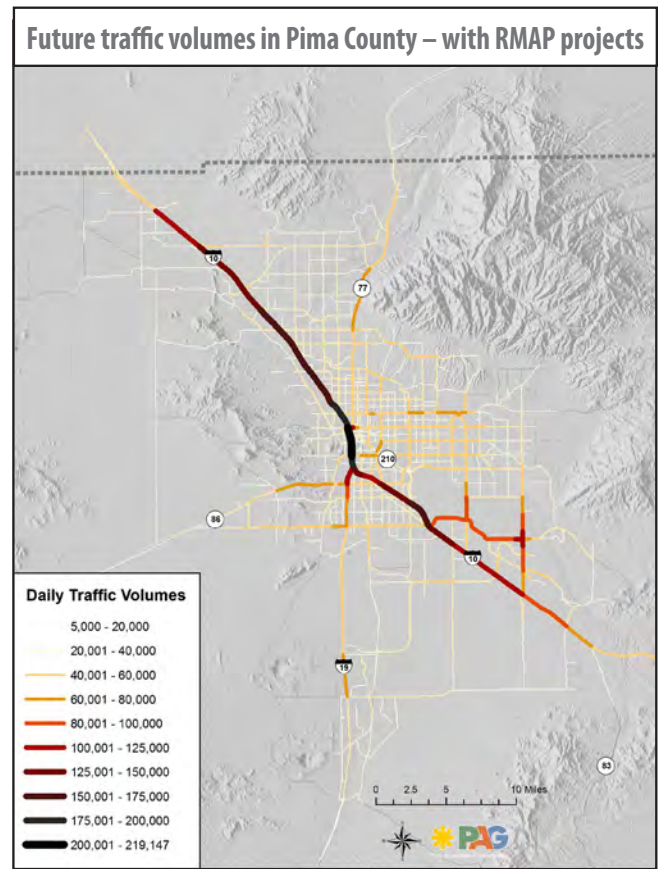 Future traffic volumes in Pima County – with RMAP projects
10
77
210
86
10
19
83
Daily Traffic Volumes
5,000 - 20,000
20,001 - 40,000
40,001 - 60,000
60,001 - 80,000
80,001 - 100,000
100,001 - 125,000
125,001 - 150,000
150,001 - 175,000
175,001 - 200,000
200,001 - 219,147
0 2.5 5 10 Miles
PAG